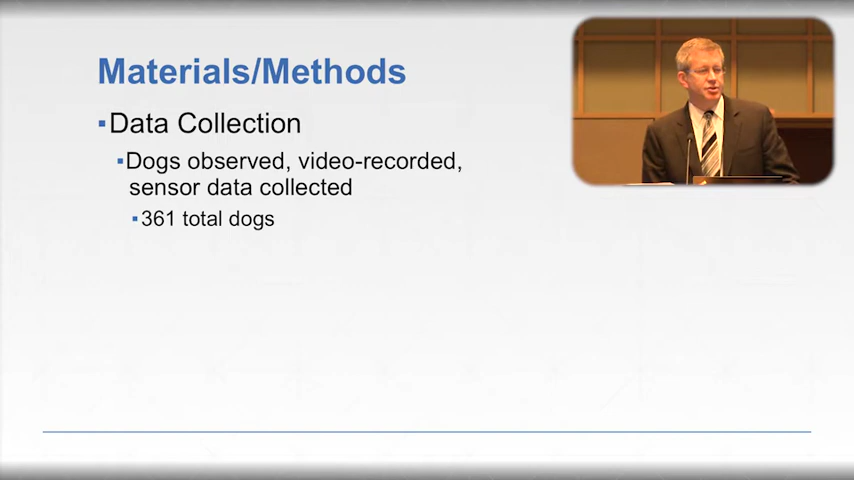 Materials/Methods
▪Data Collection
▪Dogs observed, video-recorded,
sensor data collected
▪361 total dogs